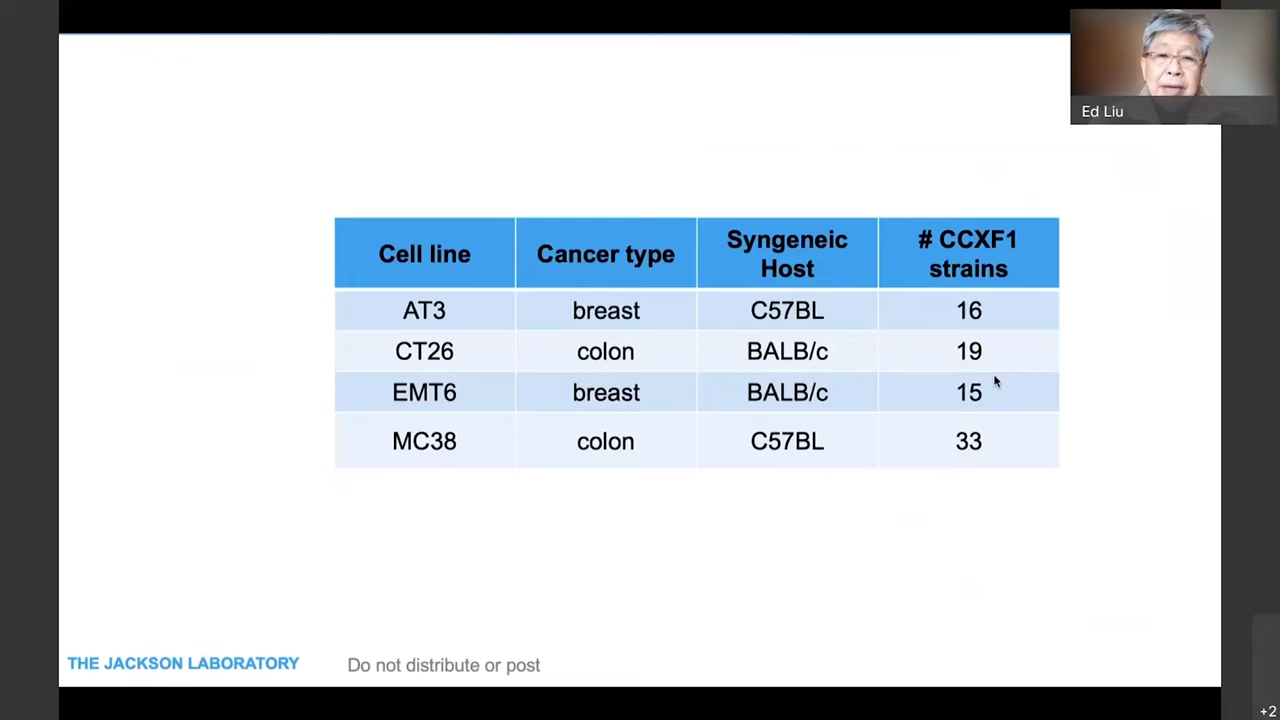 Ed Liu
Cell line
Cancer type
Syngeneic
Host
# CCXF1
strains
AT3
breast
C57BL
16
CT26
colon
BALB/c
19
EMT6
breast
BALB/c
15
MC38
colon
C57BL
33
THE JACKSON LABORATORY
Do not distribute or post
+2